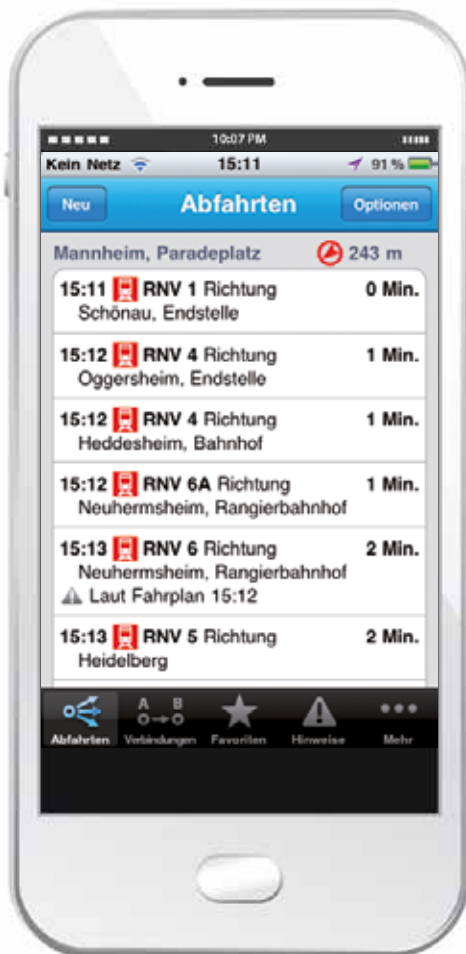 10:07 PM
Kein Netz 15:11 91 %
Neu Abfahrten Optionen
Mannheim, Paradeplatz 243 m
15:11 RNV 1 Richtung 0 Min.
Schönau, Endstelle
15:12 RNV 4 Richtung 1 Min.
Oggersheim, Endstelle
15:12 RNV 4 Richtung 1 Min.
Heddesheim, Bahnhof
15:12 RNV 6A Richtung 1 Min.
Neuhermsheim, Rangierbahnhof
15:13 RNV 6 Richtung 2 Min.
Neuhermsheim, Rangierbahnhof
Laut Fahrplan 15:12
15:13 RNV 5 Richtung 2 Min.
Heidelberg
A B
Abfahrten Verbindungen Favoriten Hinweise Mehr